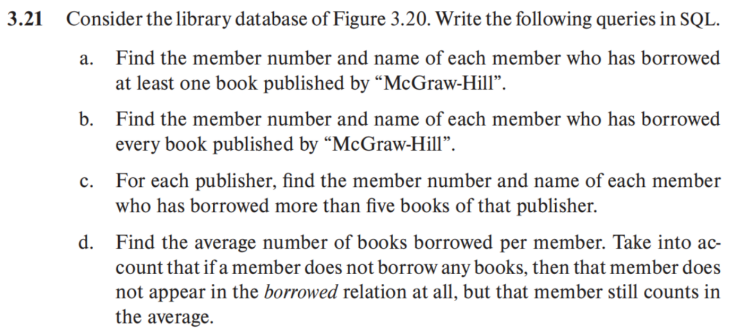 3.21 Consider the library database of Figure 3.20. Write the following queries in SQL.
a. Find the member number and name of each member who has borrowed
at least one book published by “McGraw-Hill”.
b. Find the member number and name of each member who has borrowed
every book published by “McGraw-Hill”.
c. For each publisher, find the member number and name of each member
who has borrowed more than five books of that publisher.
d. Find the average number of books borrowed per member. Take into ac-
count that if a member does not borrow any books, then that member does
not appear in the borrowed relation at all, but that member still counts in
the average.